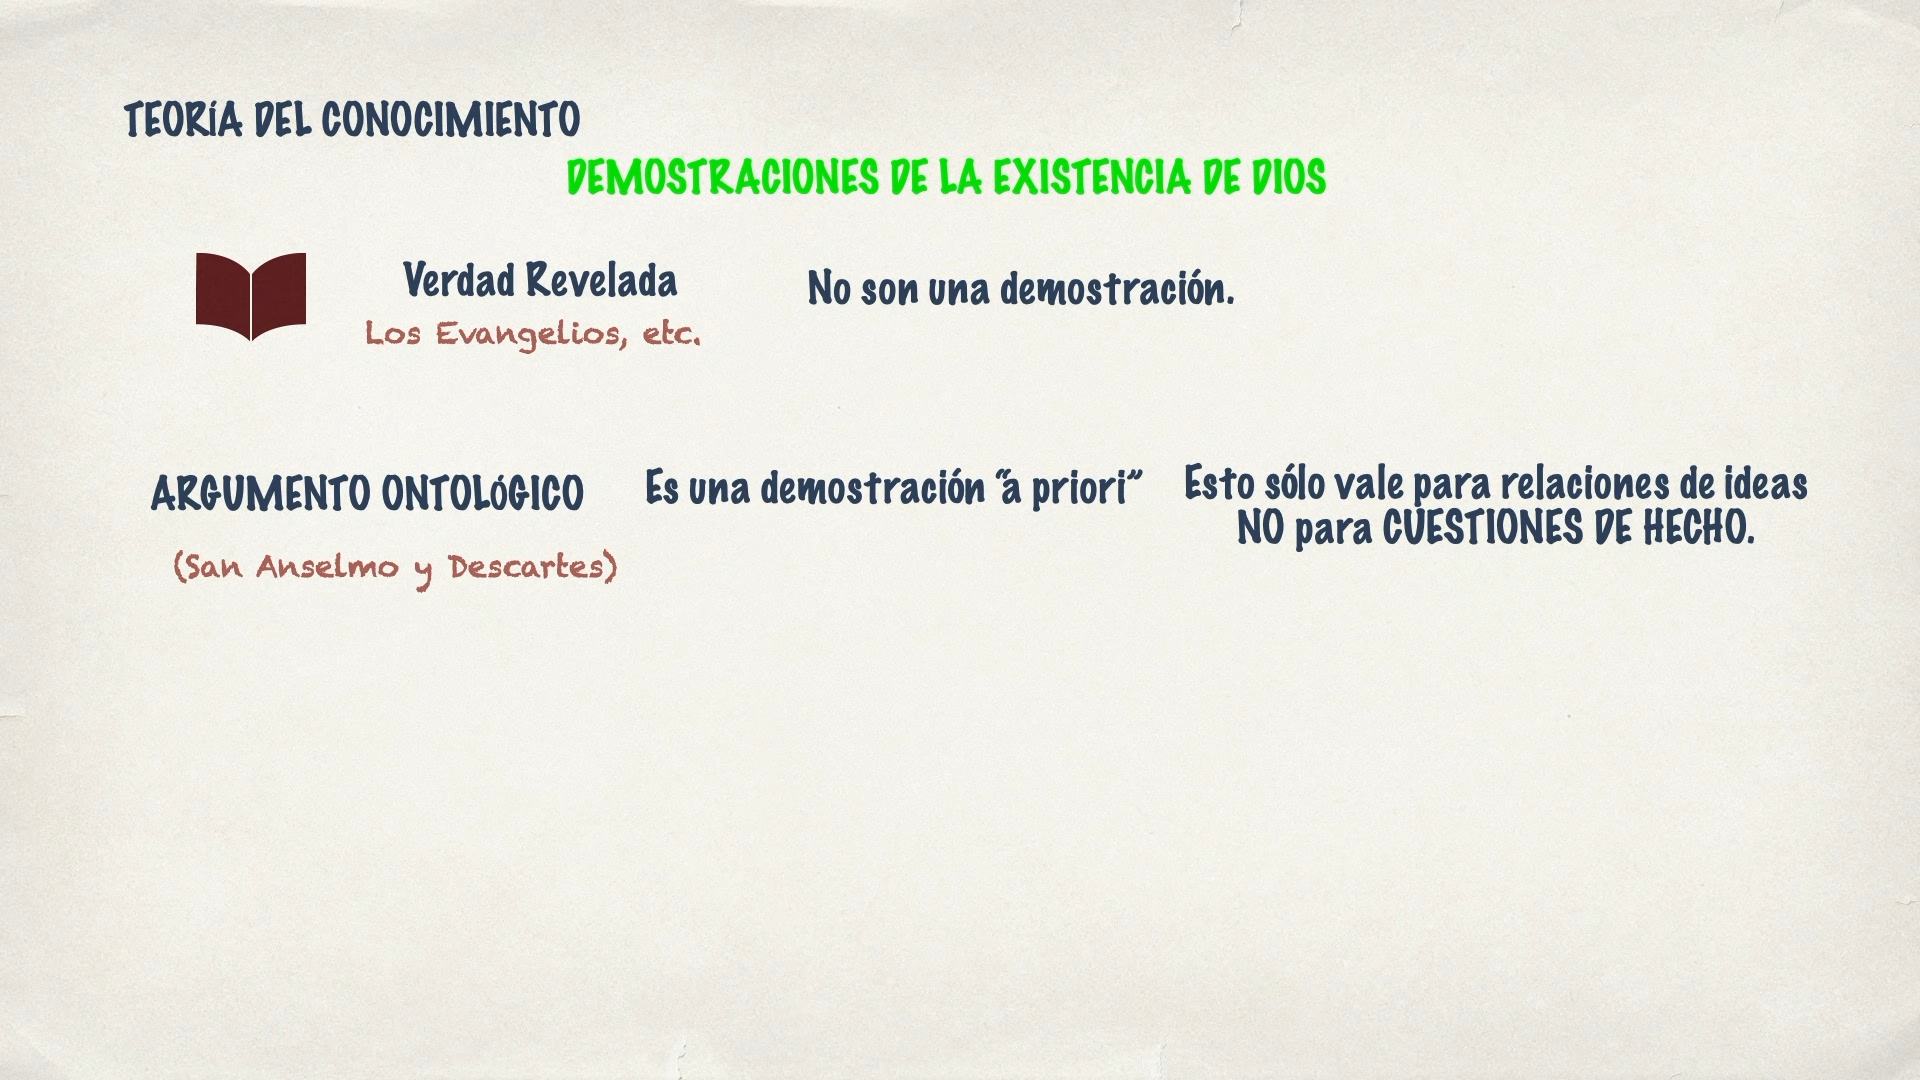 TEORÍA DEL CONOCIMIENTO
DEMOSTRACIONES DE LA EXISTENCIA DE DIOS
Verdad Revelada
No son una demostración.
Los Evangelios, etc.
ARGUMENTO ONTOLÓGICO
Es una demostración “a priori”
Esto sólo vale para relaciones de ideas
NO para CUESTIONES DE HECHO.
(San Anselmo y Descartes)